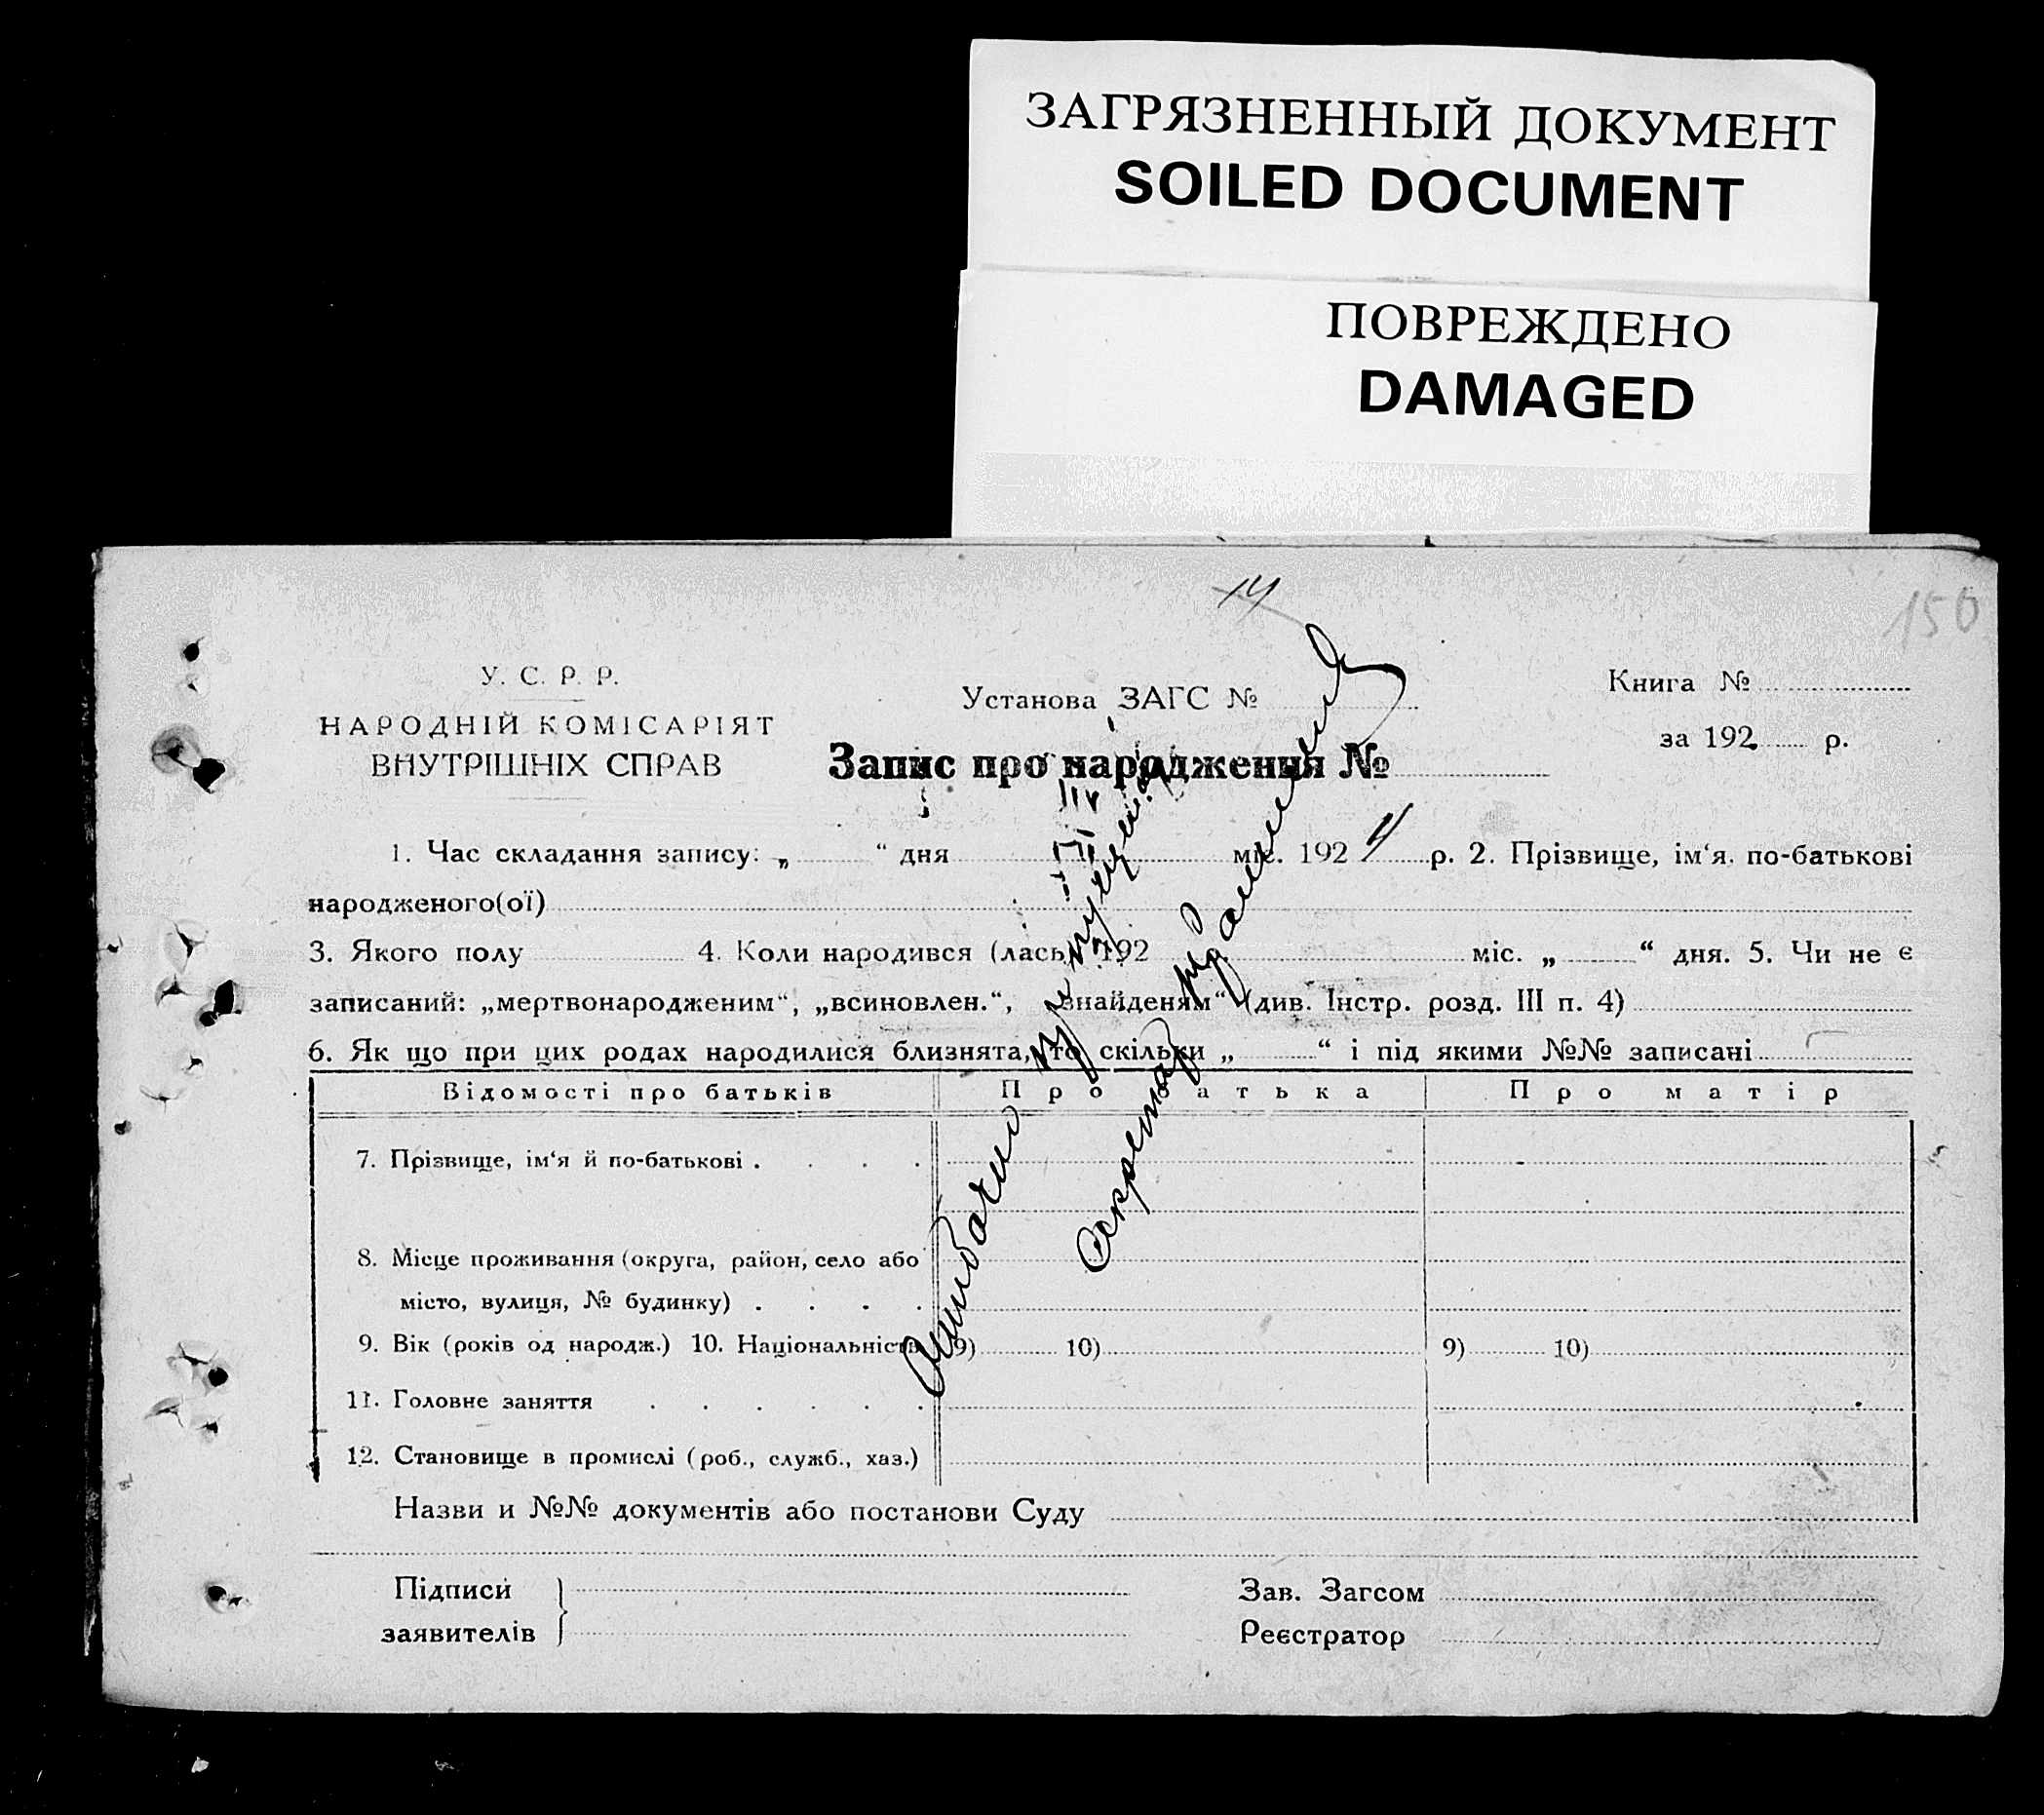 ЗАГРЯЗНЕННЫЙ ДОКУМЕНТ
SOILED DOCUMENT
ПОВРЕЖДЕНО
DAMAGED
14
150
У. С. Р. Р.
НАРОДНІЙ КОМІСАРІЯТ
ВНУТРІШНІХ СПРАВ
Установа ЗАГС №
Книга №
за 192 р.
Запис про народження №
1. Час складання запису: „ “ дня міс. 1924 р. 2. Прізвище, ім‘я, по-батькові
народженого(ої)
3. Якого полу 4. Коли народився (лась) 192 міс. „ “ дня. 5. Чи не є
записаний: „мертвонародженим“, „всиновлен.“, знайденям“ (див. Інстр. розд. III п. 4)
6. Як що при цих родах народилися близнята, то скільки „ “ і під якими №№ записані
Відомості про батьків Про батька Про матір
7. Прізвище, ім‘я й по-батькові
8. Місце проживання (округа, район, село або
місто, вулиця, № будинку)
9. Вік (років од народж.) 10. Національність 9) 10) 9) 10)
11. Головне заняття
12. Становище в промислі (роб., служб., хаз.)
Назви и №№ документів або постанови Суду
Підписи
заявителів
Зав. Загсом
Реєстратор
Ошибочно пропущена
Секретарь